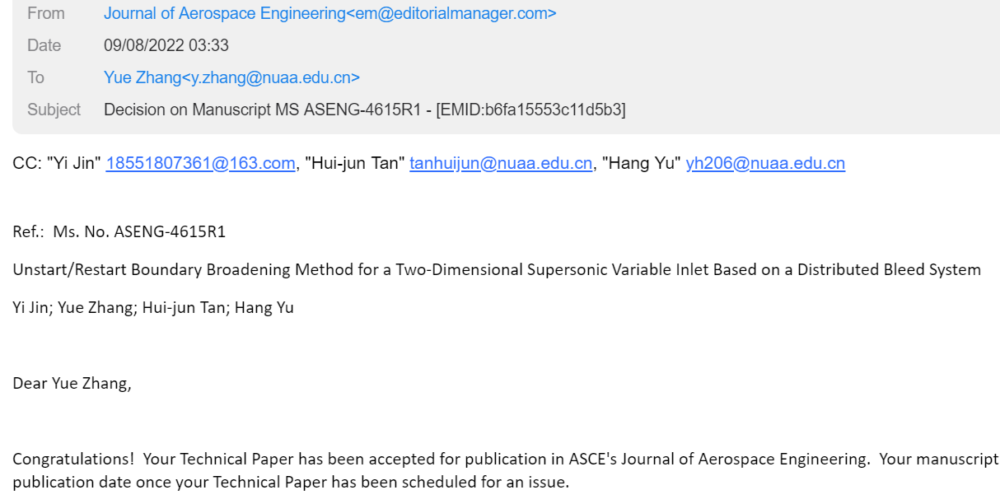 From Journal of Aerospace Engineering<em@editorialmanager.com>
Date 09/08/2022 03:33
To Yue Zhang<y.zhang@nuaa.edu.cn>
Subject Decision on Manuscript MS ASENG-4615R1 - [EMID:b6fa15553c11d5b3]
CC: "Yi Jin" 18551807361@163.com, "Hui-jun Tan" tanhuijun@nuaa.edu.cn, "Hang Yu" yh206@nuaa.edu.cn
Ref.: Ms. No. ASENG-4615R1
Unstart/Restart Boundary Broadening Method for a Two-Dimensional Supersonic Variable Inlet Based on a Distributed Bleed System
Yi Jin; Yue Zhang; Hui-jun Tan; Hang Yu
Dear Yue Zhang,
Congratulations! Your Technical Paper has been accepted for publication in ASCE's Journal of Aerospace Engineering. Your manuscript
publication date once your Technical Paper has been scheduled for an issue.